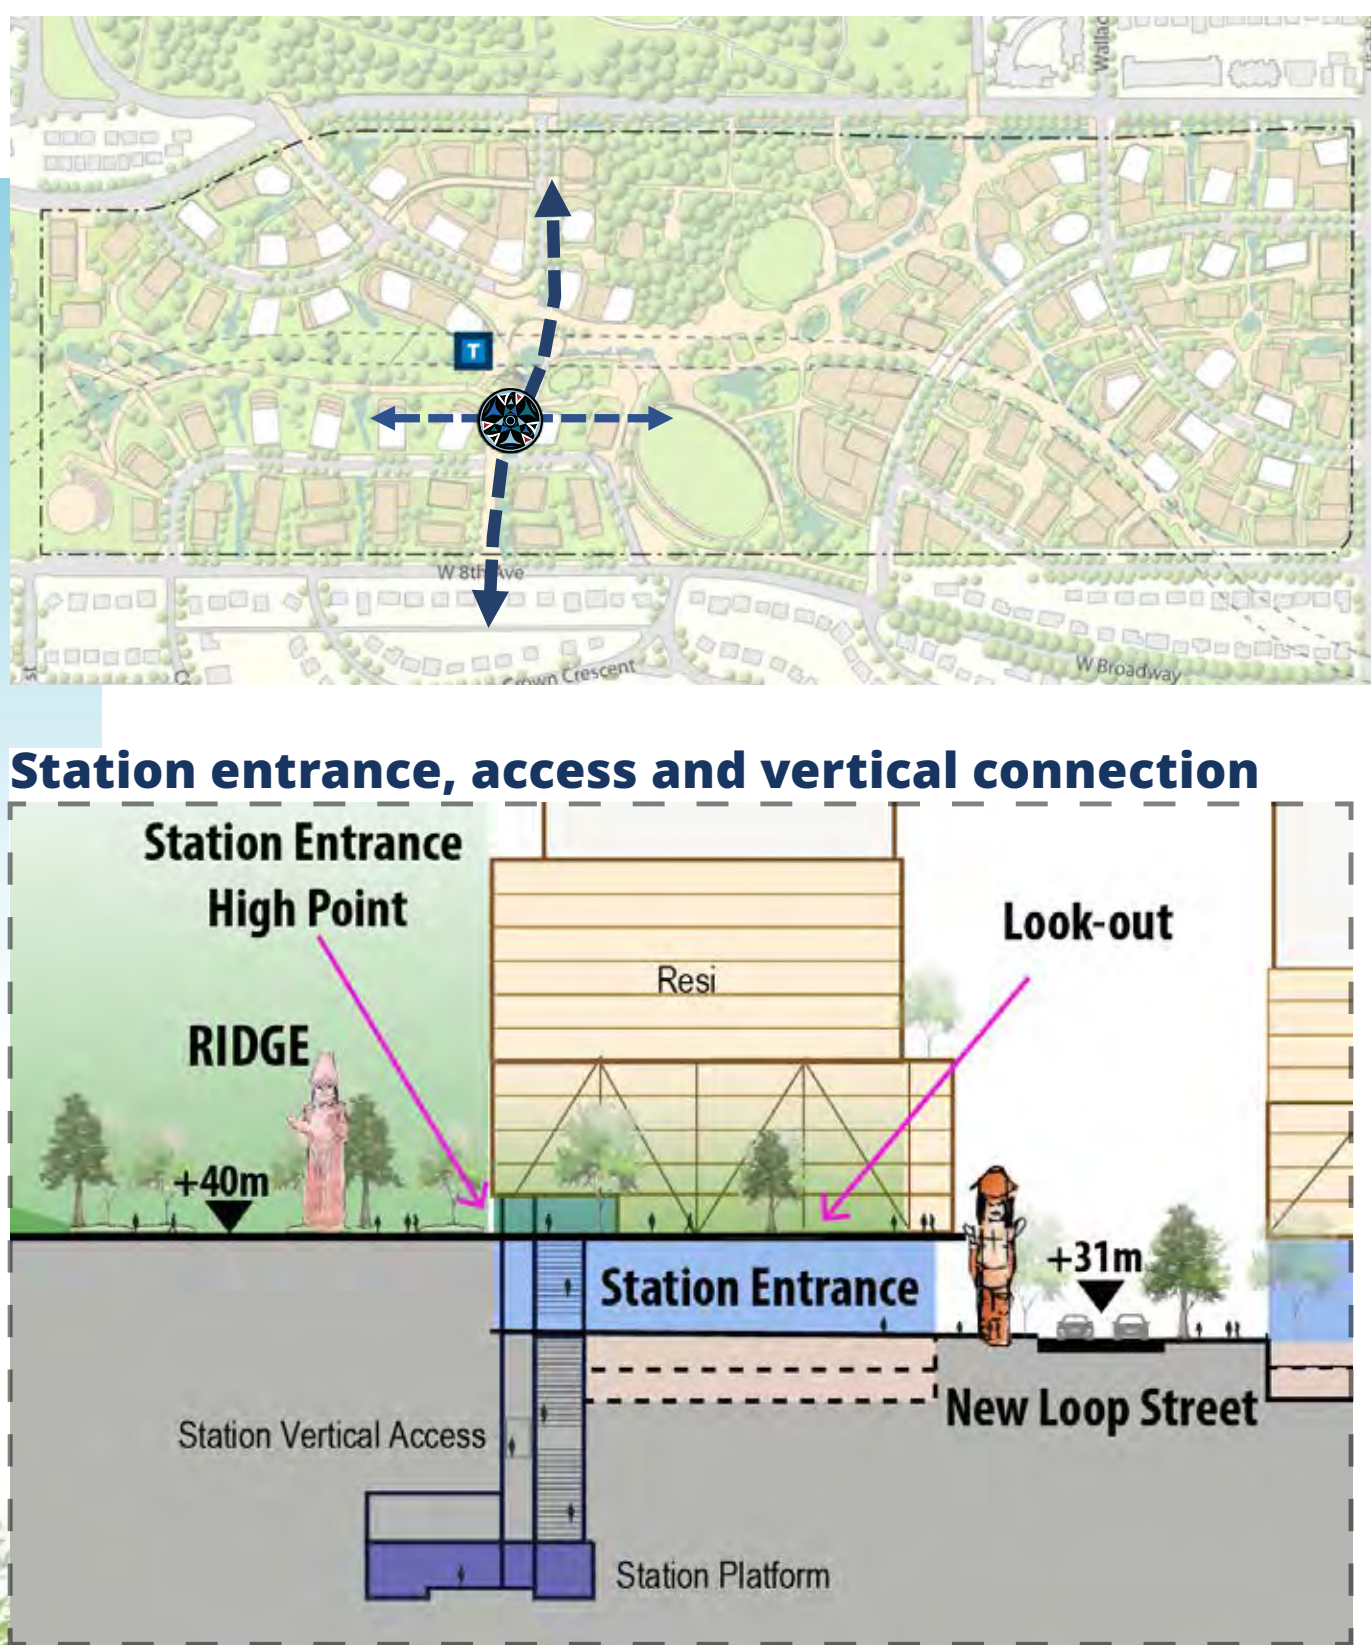 Wallac
T
W 8th Ave
Crown Crescent
W Broadway
Station entrance, access and vertical connection
Station Entrance
High Point
Look-out
Resi
RIDGE
+40m
Station Entrance
+31m
New Loop Street
Station Vertical Access
Station Platform